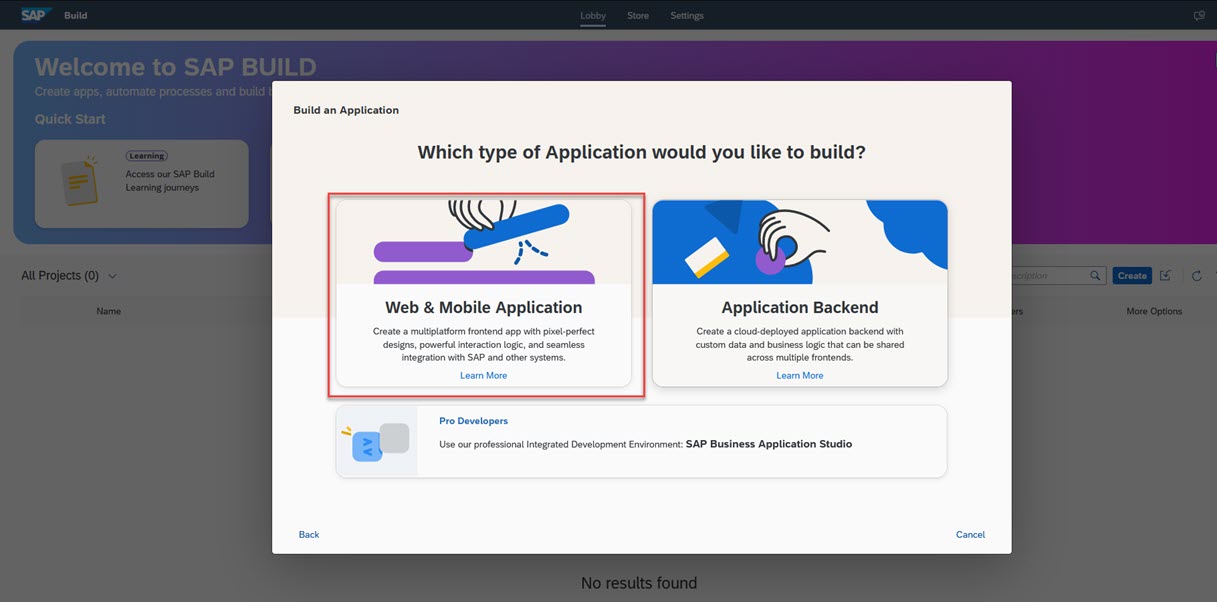 SAP Build Lobby Store Settings
Welcome to SAP BUILD
Create apps, automate processes and build
Quick Start
Learning
Access our SAP Build
Learning journeys
All Projects (0)
Create
Name
More Options
No results found
Build an Application
Which type of Application would you like to build?
Web & Mobile Application
Create a multiplatform frontend app with pixel-perfect
designs, powerful interaction logic, and seamless
integration with SAP and other systems.
Learn More
Application Backend
Create a cloud-deployed application backend with
custom data and business logic that can be shared
across multiple frontends.
Learn More
Pro Developers
Use our professional Integrated Development Environment: SAP Business Application Studio
Back
Cancel